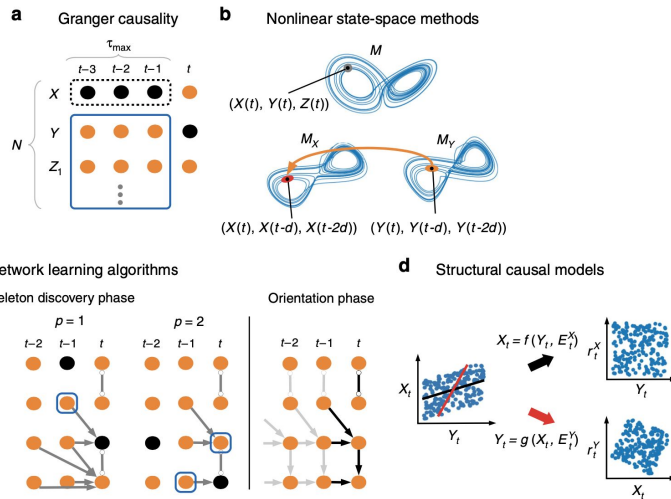 a Granger causality
τmax
t–3 t–2 t–1 t
X
N
Y
Z1
b Nonlinear state-space methods
M
(X(t), Y(t), Z(t))
MX MY
(X(t), X(t-d), X(t-2d)) (Y(t), Y(t-d), Y(t-2d))
etwork learning algorithms
eleton discovery phase
p = 1 p = 2
t–2 t–1 t t–2 t–1 t
Orientation phase
t–2 t–1 t
d Structural causal models
Xt
Yt
Xt = f (Yt, EtX)
Yt = g (Xt, EtY)
rtX
Yt
rtY
Xt